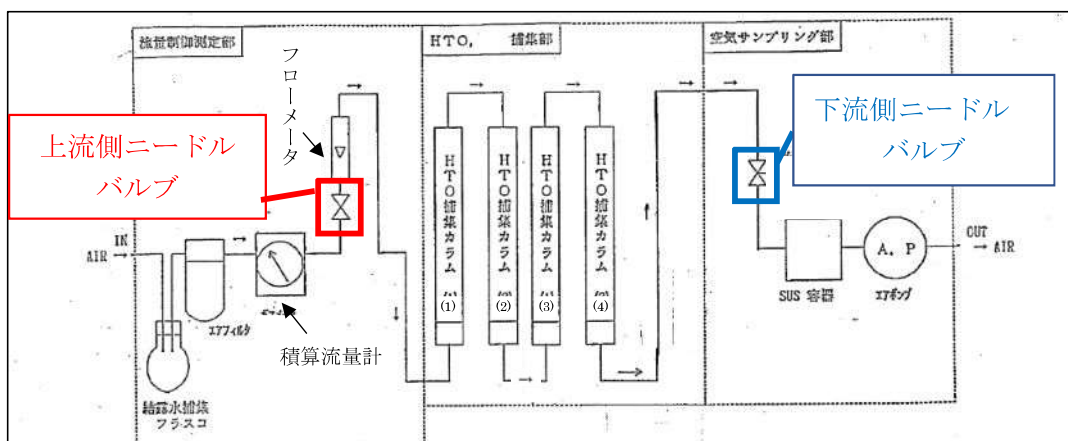 流量制御測定部
HTO, 捕集部
空気サンプリング部
フローメータ
上流側ニードル
バルブ
下流側ニードル
バルブ
HTO捕集カラム
(1)
HTO捕集カラム
(2)
HTO捕集カラム
(3)
HTO捕集カラム
(4)
IN
AIR
エアフィルタ
積算流量計
結露水捕集
フラスコ
SUS 容器
A, P
エアポンプ
OUT
AIR